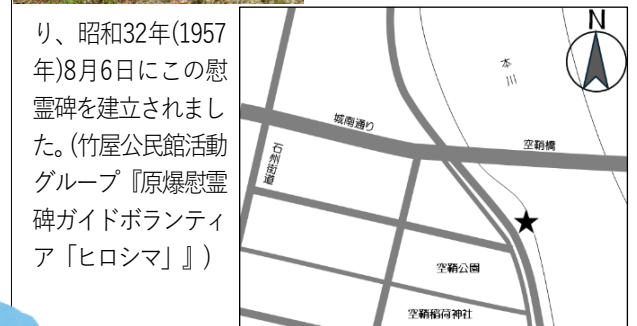 り、昭和32年(1957
年)8月6日にこの慰
霊碑を建立されまし
た。(竹屋公民館活動
グループ『原爆慰霊
碑ガイドボランティ
ア「ヒロシマ」』)
N
本川
城南通り
空鞘橋
石州街道
空鞘公園
空鞘稲荷神社